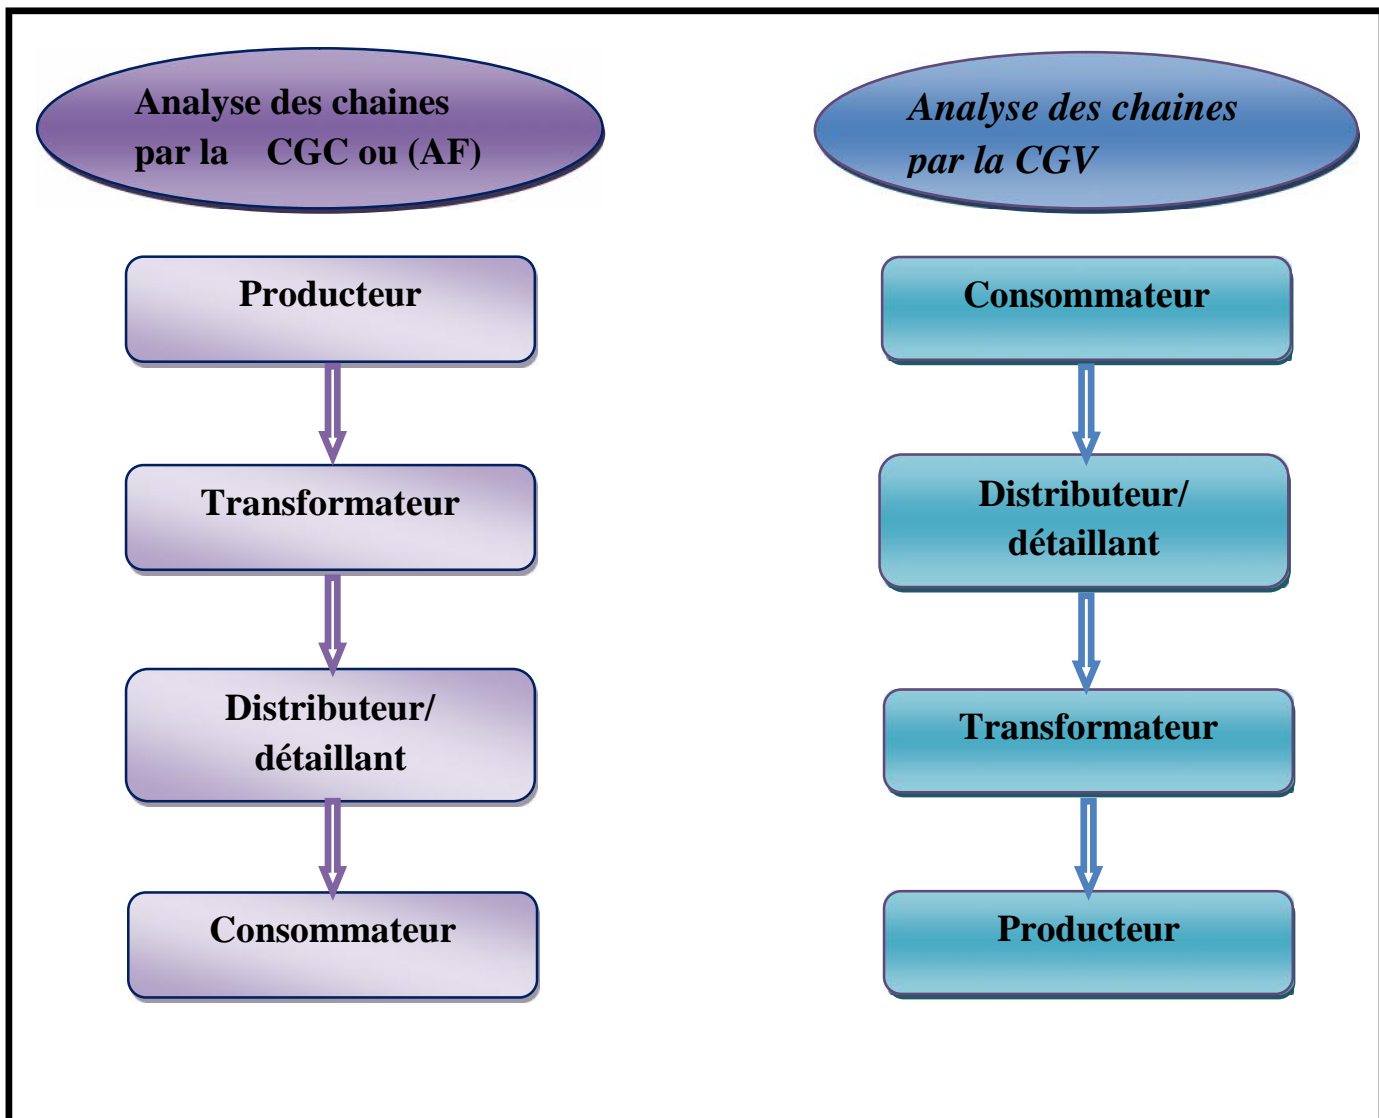 Analyse des chaines
par la CGC ou (AF)
Producteur
Transformateur
Distributeur/
détaillant
Consommateur
Analyse des chaines
par la CGV
Consommateur
Distributeur/
détaillant
Transformateur
Producteur